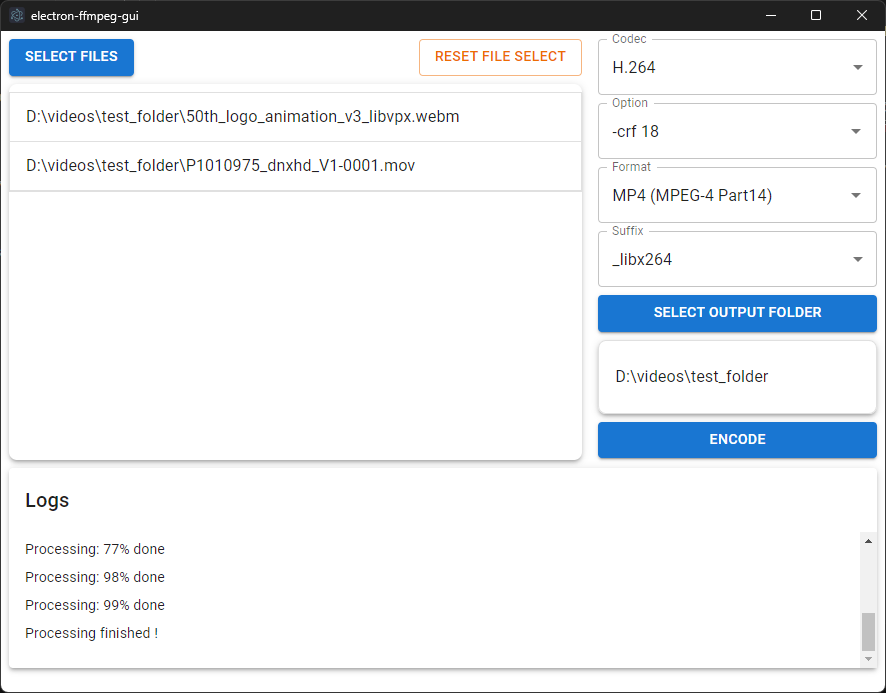 electron-ffmpeg-gui
SELECT FILES
RESET FILE SELECT
D:\videos\test_folder\50th_logo_animation_v3_libvpx.webm
D:\videos\test_folder\P1010975_dnxhd_V1-0001.mov
Codec
H.264
Option
-crf 18
Format
MP4 (MPEG-4 Part14)
Suffix
_libx264
SELECT OUTPUT FOLDER
D:\videos\test_folder
ENCODE
Logs
Processing: 77% done
Processing: 98% done
Processing: 99% done
Processing finished !